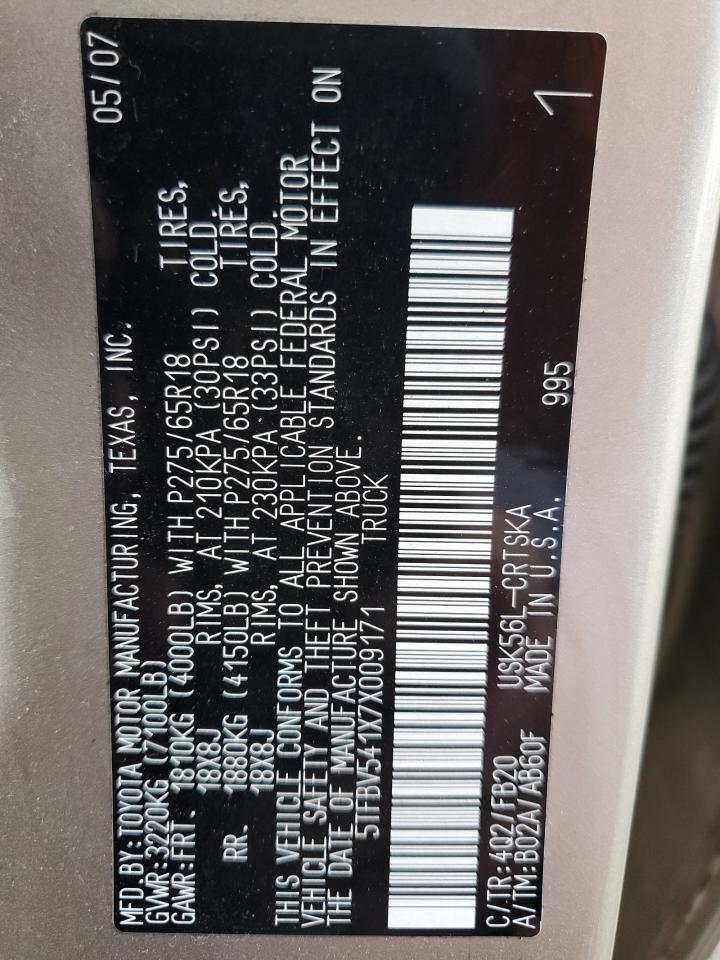 MFD.BY:TOYOTA MOTOR MANUFACTURING, TEXAS, INC. 05/07
GVWR:3220KG (7100LB)
GAWR:FRT. 1810KG (4000LB) WITH P275/65R18 TIRES,
18X8J RIMS, AT 210KPA (30PSI) COLD.
RR. 1880KG (4150LB) WITH P275/65R18 TIRES,
18X8J RIMS, AT 230KPA (33PSI) COLD.
THIS VEHICLE CONFORMS TO ALL APPLICABLE FEDERAL MOTOR
VEHICLE SAFETY AND THEFT PREVENTION STANDARDS IN EFFECT ON
THE DATE OF MANUFACTURE SHOWN ABOVE.
5TFBV541X7X009171 TRUCK
C/TR:4Q2/FB20 USK56L-CRTSKA 995 1
A/TM:B02A/AB60F MADE IN U.S.A.